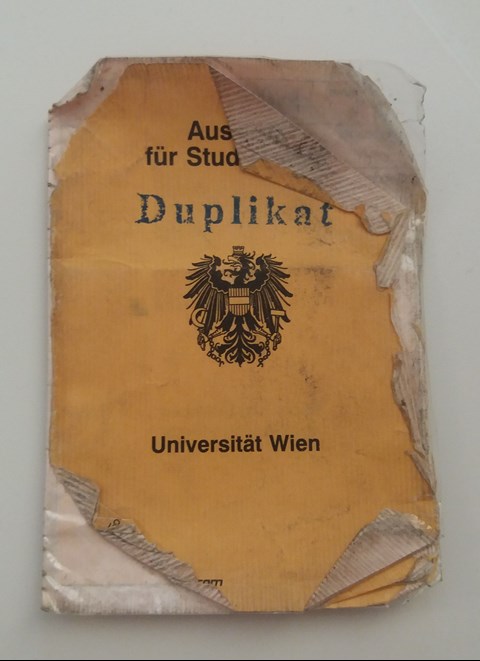 Aus
für Stud
Duplikat
Universität Wien